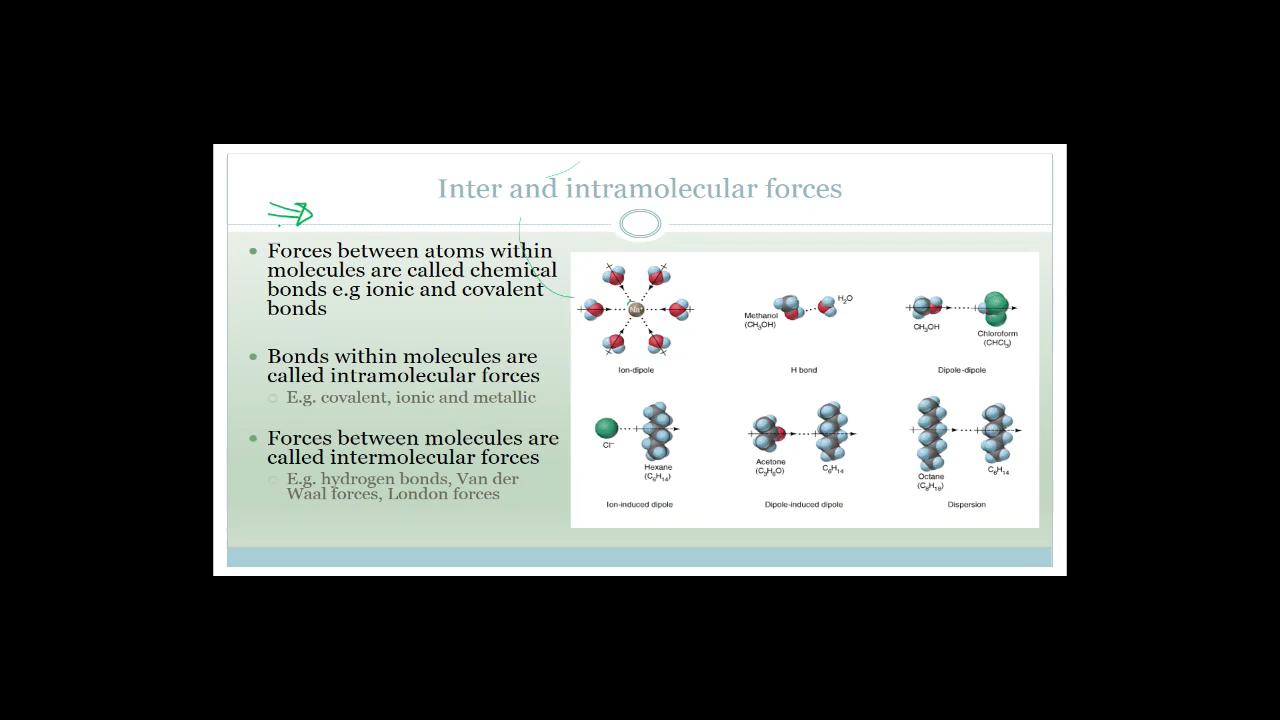 Inter and intramolecular forces
Forces between atoms within
molecules are called chemical
bonds e.g ionic and covalent
bonds
Bonds within molecules are
called intramolecular forces
E.g. covalent, ionic and metallic
Forces between molecules are
called intermolecular forces
E.g. hydrogen bonds, Van der
Waal forces, London forces
Na+
Ion-dipole
Methanol
(CH3OH)
H2O
H bond
CH3OH
Chloroform
(CHCl3)
Dipole-dipole
Cl−
Hexane
(C6H14)
Ion-induced dipole
Acetone
(C3H6O)
C6H14
Dipole-induced dipole
Octane
(C8H18)
C6H14
Dispersion